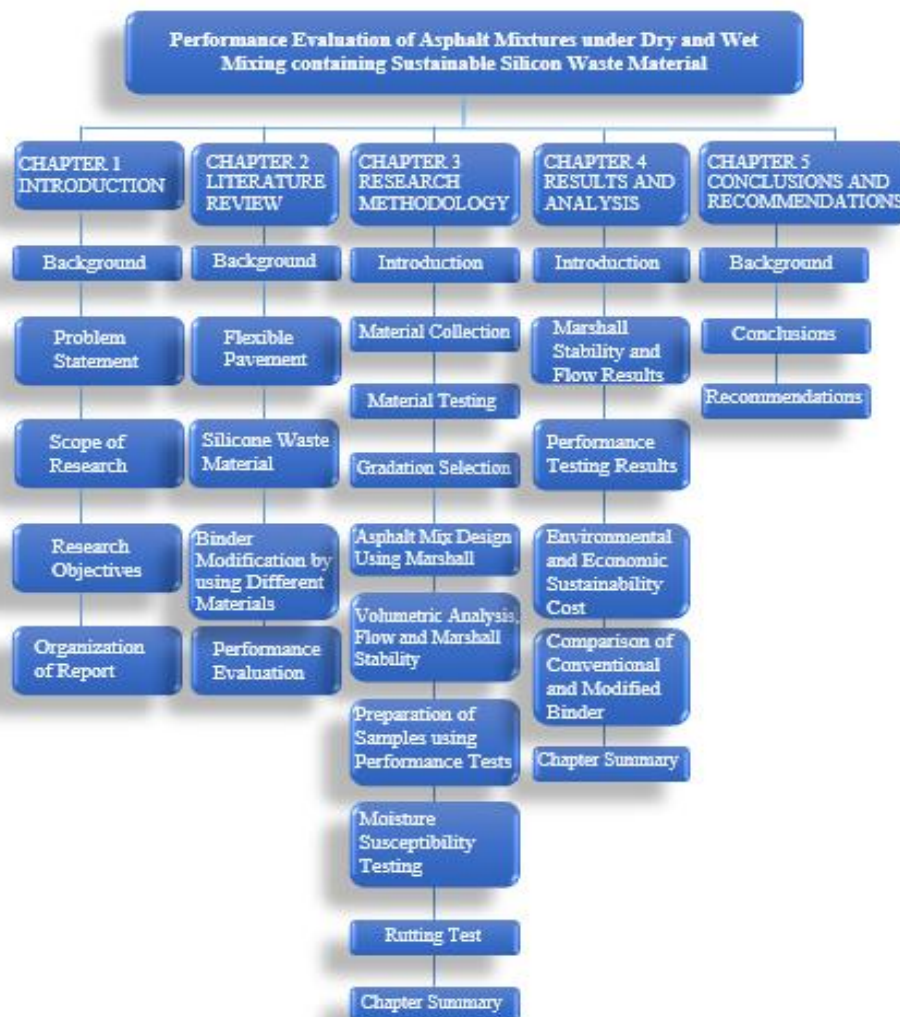 Performance Evaluation of Asphalt Mixtures under Dry and Wet
Mixing containing Sustainable Silicon Waste Material
CHAPTER 1
INTRODUCTION
Background
Problem
Statement
Scope of
Research
Research
Objectives
Organization
of Report
CHAPTER 2
LITERATURE
REVIEW
Background
Flexible
Pavement
Silicone Waste
Material
Binder
Modification by
using Different
Materials
Performance
Evaluation
CHAPTER 3
RESEARCH
METHODOLOGY
Introduction
Material Collection
Material Testing
Gradation Selection
Asphalt Mix Design
Using Marshall
Volumetric Analysis,
Flow and Marshall
Stability
Preparation of
Samples using
Performance Tests
Moisture
Susceptibility
Testing
Rutting Test
Chapter Summary
CHAPTER 4
RESULTS AND
ANALYSIS
Introduction
Marshall
Stability and
Flow Results
Performance
Testing Results
Environmental
and Economic
Sustainability
Cost
Comparison of
Conventional
and Modified
Binder
Chapter Summary
CHAPTER 5
CONCLUSIONS AND
RECOMMENDATIONS
Background
Conclusions
Recommendations